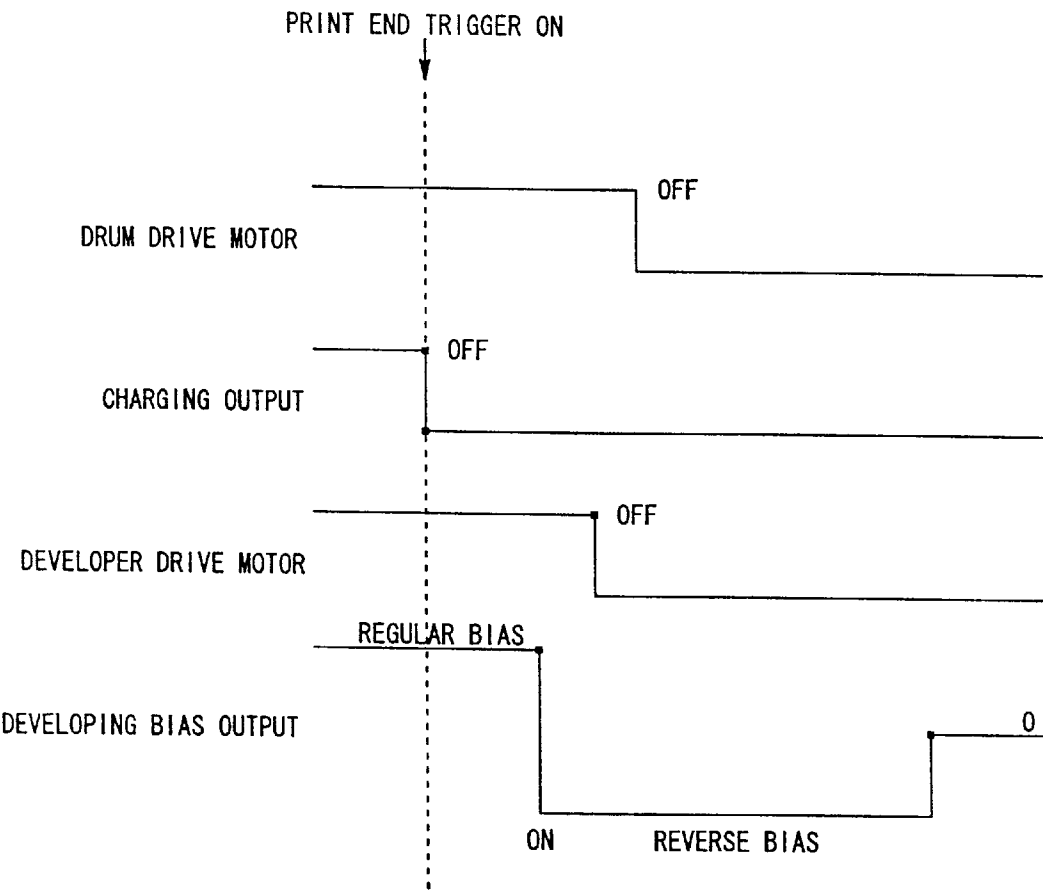 PRINT END TRIGGER ON
OFF
DRUM DRIVE MOTOR
OFF
CHARGING OUTPUT
OFF
DEVELOPER DRIVE MOTOR
REGULAR BIAS
DEVELOPING BIAS OUTPUT
0
ON
REVERSE BIAS